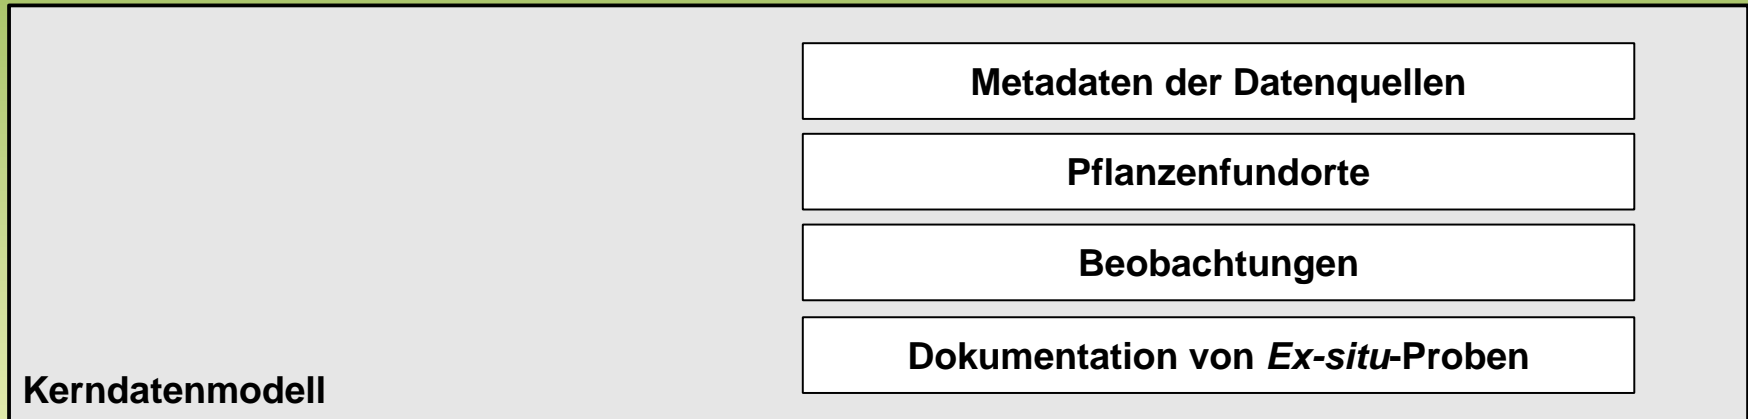 Metadaten der Datenquellen
Pflanzenfundorte
Beobachtungen
Dokumentation von Ex-situ-Proben
Kerndatenmodell